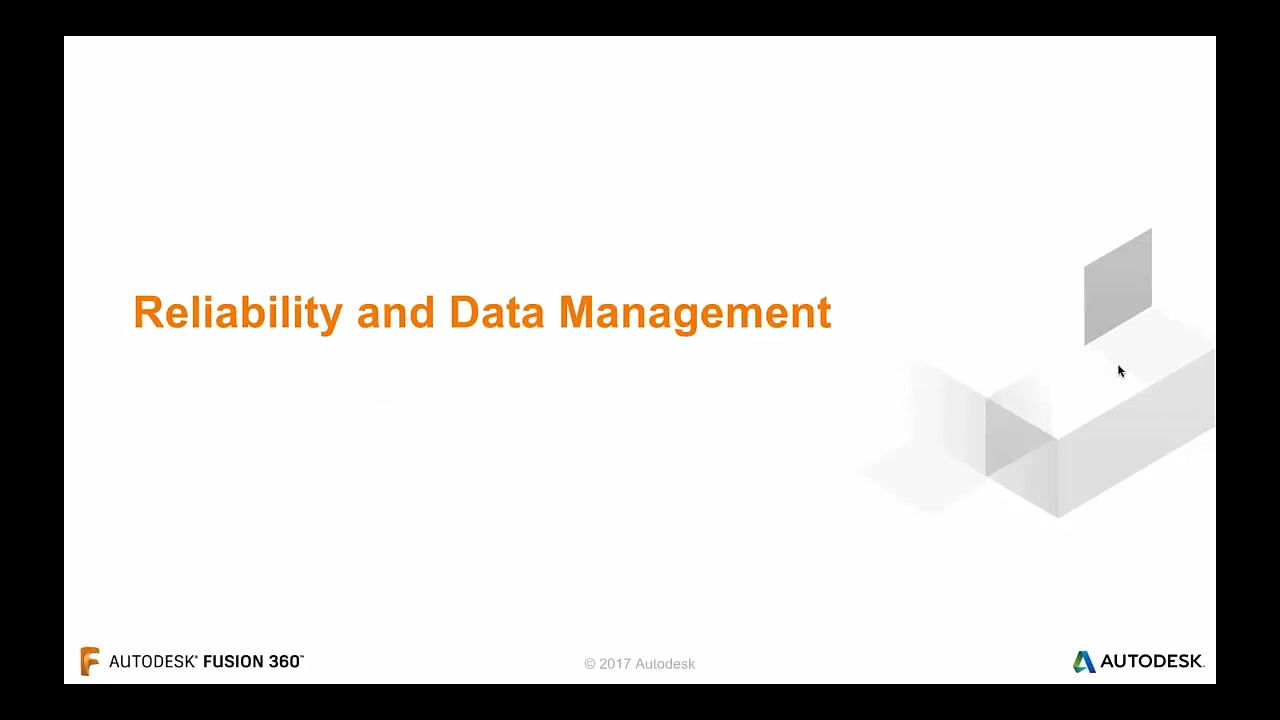 Reliability and Data Management
AUTODESK® FUSION 360™
© 2017 Autodesk
AUTODESK.